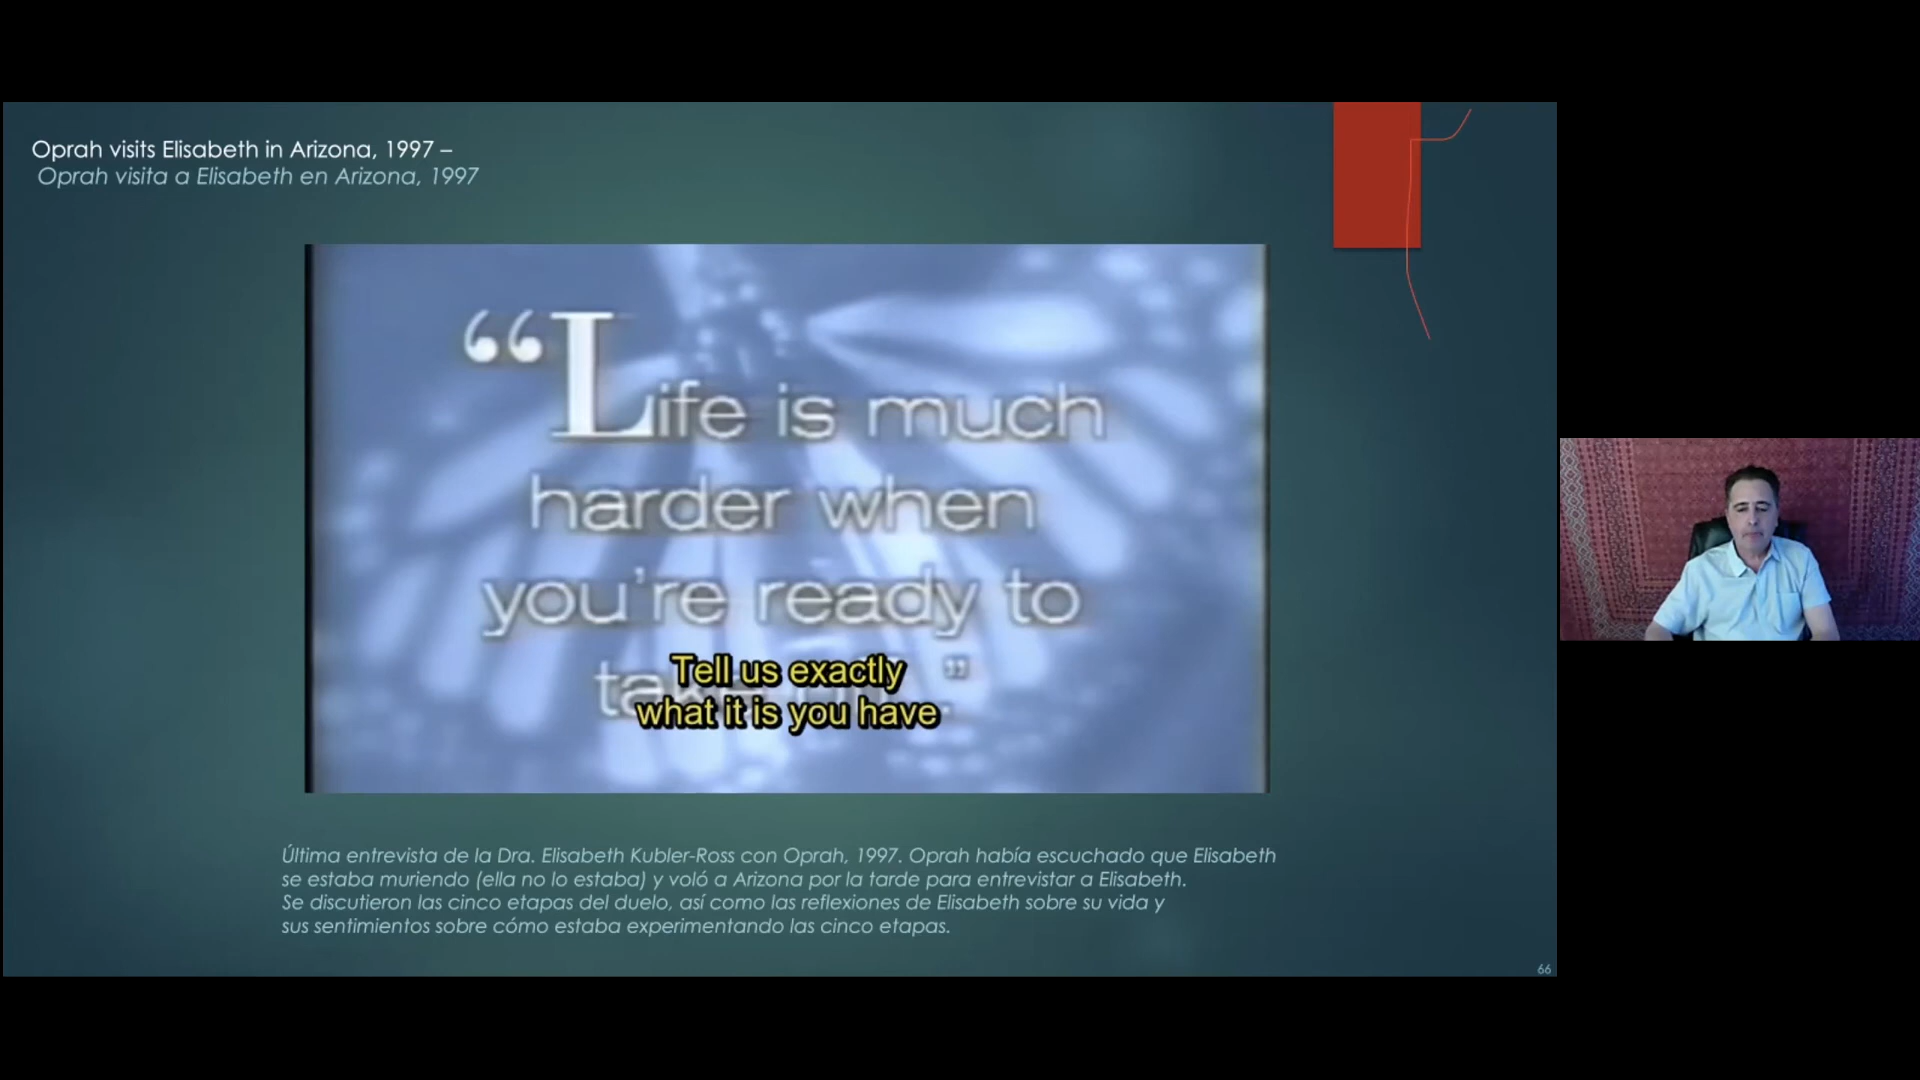 Oprah visits Elisabeth in Arizona, 1997 –
Oprah visita a Elisabeth en Arizona, 1997
“Life is much
harder when
you're ready to
”
Tell us exactly
what it is you have
Última entrevista de la Dra. Elisabeth Kubler-Ross con Oprah, 1997. Oprah había escuchado que Elisabeth
se estaba muriendo (ella no lo estaba) y voló a Arizona por la tarde para entrevistar a Elisabeth.
Se discutieron las cinco etapas del duelo, así como las reflexiones de Elisabeth sobre su vida y
sus sentimientos sobre cómo estaba experimentando las cinco etapas.
66